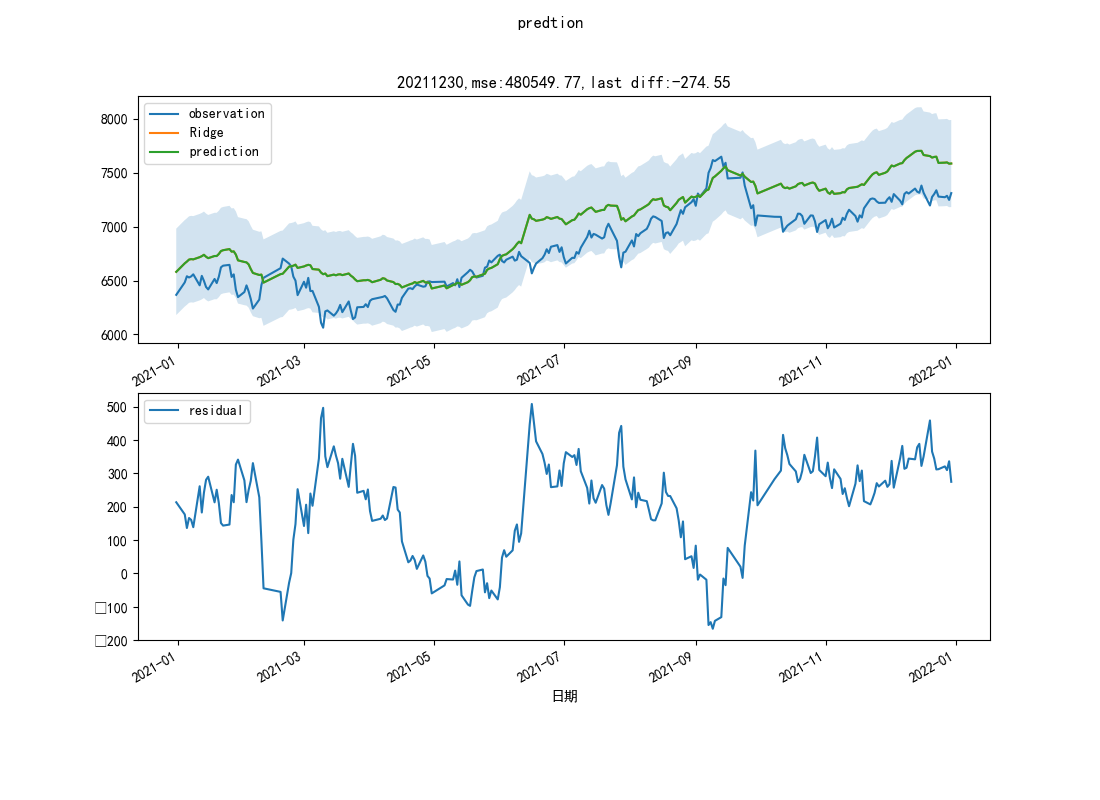 predtion
20211230,mse:480549.77,last diff:-274.55
observation
Ridge
prediction
8000
7500
7000
6500
6000
2021-01 2021-03 2021-05 2021-07 2021-09 2021-11 2022-01
residual
500
400
300
200
100
0
□100
□200
2021-01 2021-03 2021-05 2021-07 2021-09 2021-11 2022-01
日期